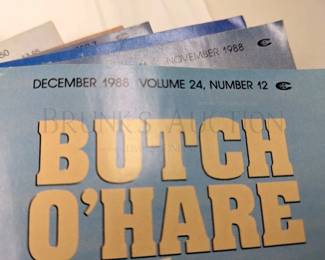 NOVEMBER 1988
DECEMBER 1988 VOLUME 24, NUMBER 12
BRUNK'S AUCTION
BUTCH
O'HARE